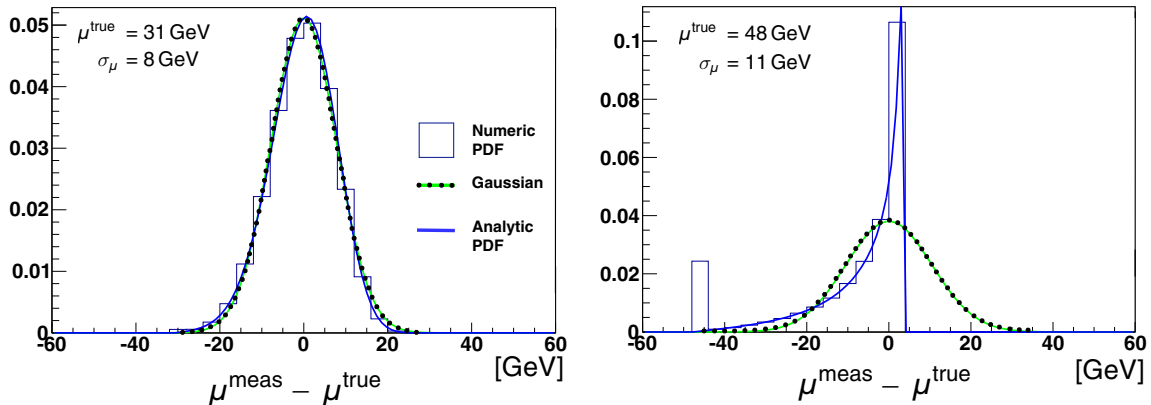 μ^true = 31 GeV
σ_μ = 8 GeV
0.05
0.04
0.03
0.02
0.01
0
Numeric PDF
Gaussian
Analytic PDF
-60 -40 -20 0 20 40 60
[GeV]
μ^meas − μ^true
μ^true = 48 GeV
σ_μ = 11 GeV
0.1
0.08
0.06
0.04
0.02
0
-60 -40 -20 0 20 40 60
[GeV]
μ^meas − μ^true